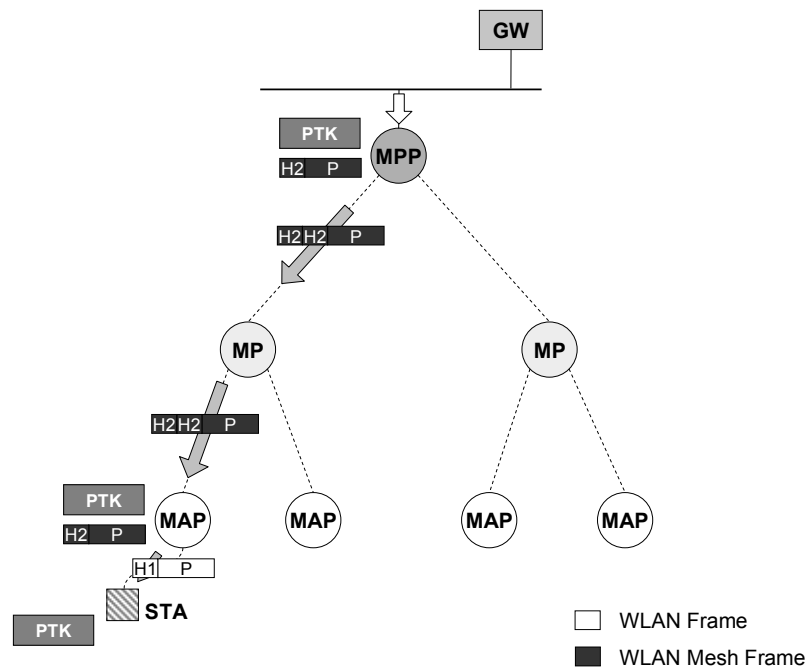 GW
PTK
MPP
H2 P
H2 H2 P
MP MP
H2 H2 P
PTK
MAP MAP MAP MAP
H2 P
H1 P
STA
PTK
WLAN Frame
WLAN Mesh Frame